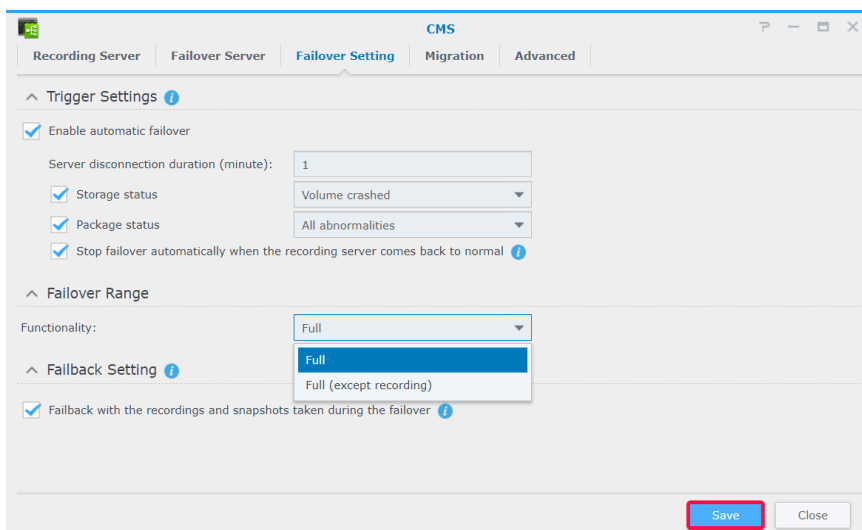 CMS
Recording Server Failover Server Failover Setting Migration Advanced
Trigger Settings
Enable automatic failover
Server disconnection duration (minute): 1
Storage status Volume crashed
Package status All abnormalities
Stop failover automatically when the recording server comes back to normal
Failover Range
Functionality: Full
Full
Full (except recording)
Failback Setting
Failback with the recordings and snapshots taken during the failover
Save Close